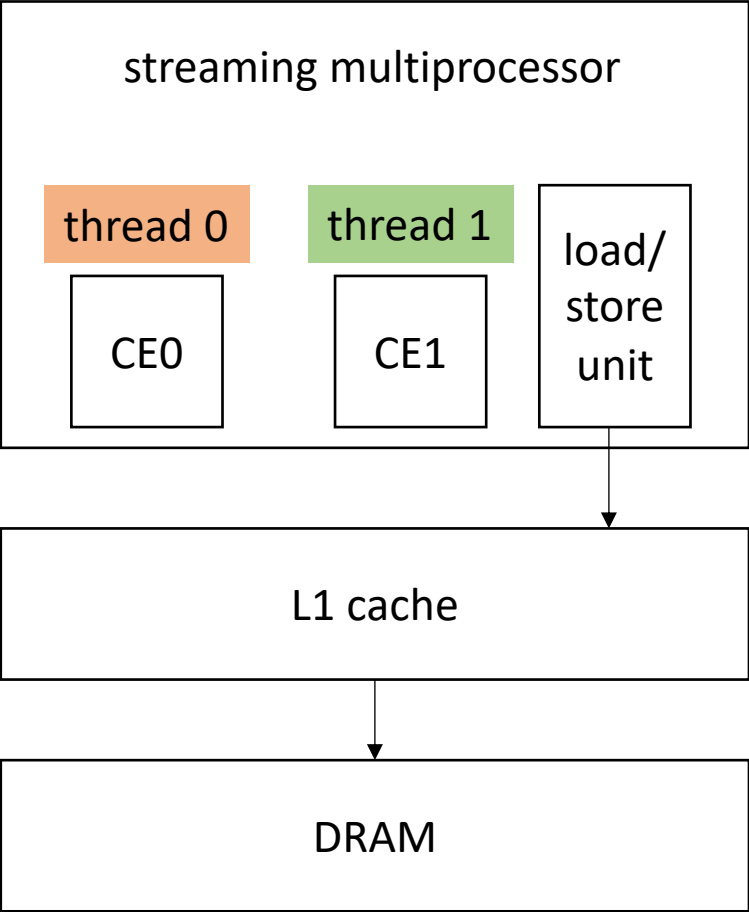 streaming multiprocessor
thread 0
thread 1
load/
store
unit
CE0
CE1
L1 cache
DRAM